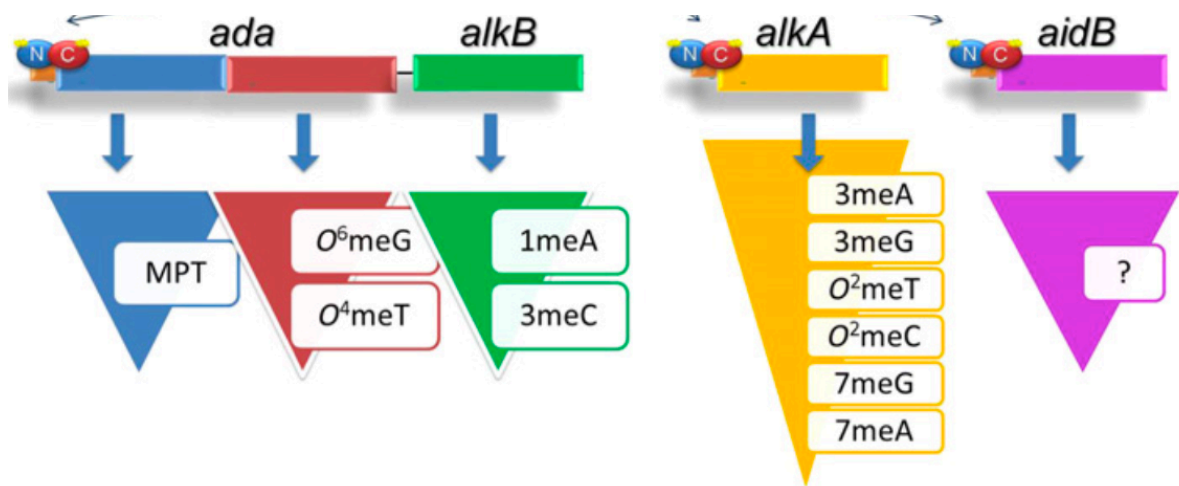 ada alkB alkA aidB
N C N C N C
MPT
O⁶meG
O⁴meT
1meA
3meC
3meA
3meG
O²meT
O²meC
7meG
7meA
?